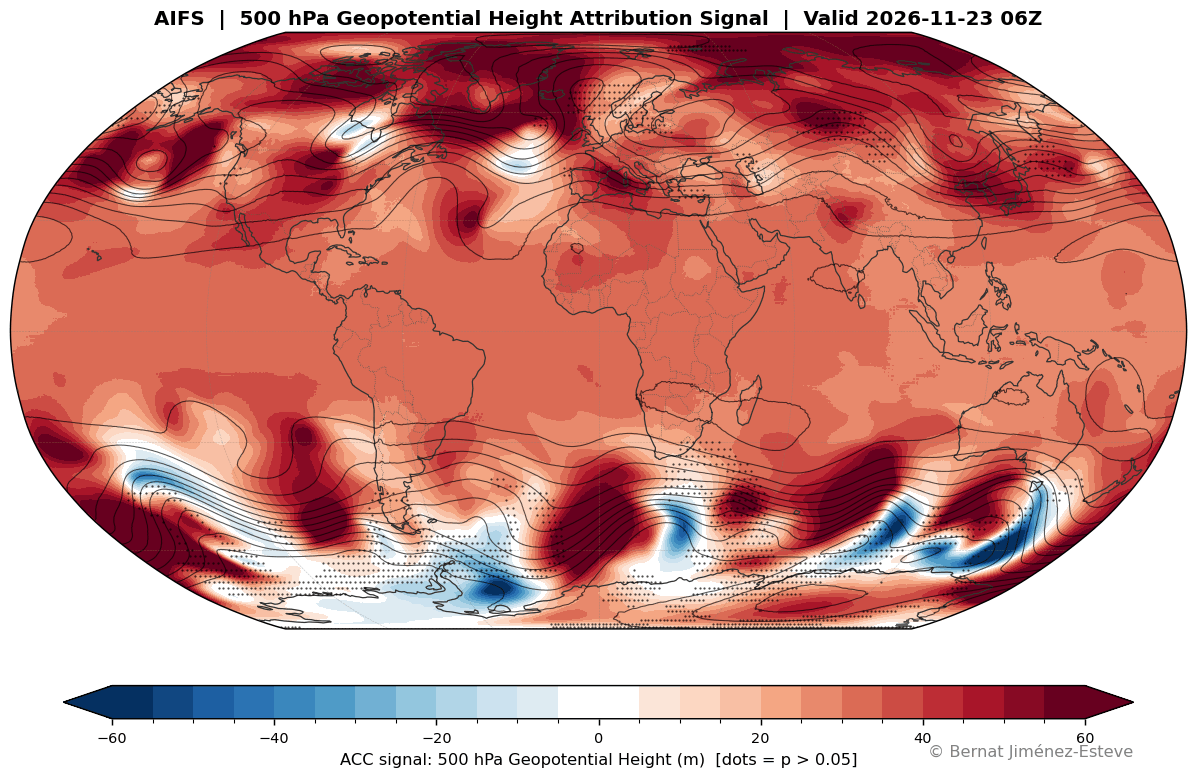 AIFS | 500 hPa Geopotential Height Attribution Signal | Valid 2026-11-23 06Z
−60 −40 −20 0 20 40 60
ACC signal: 500 hPa Geopotential Height (m) [dots = p > 0.05]
© Bernat Jiménez-Esteve